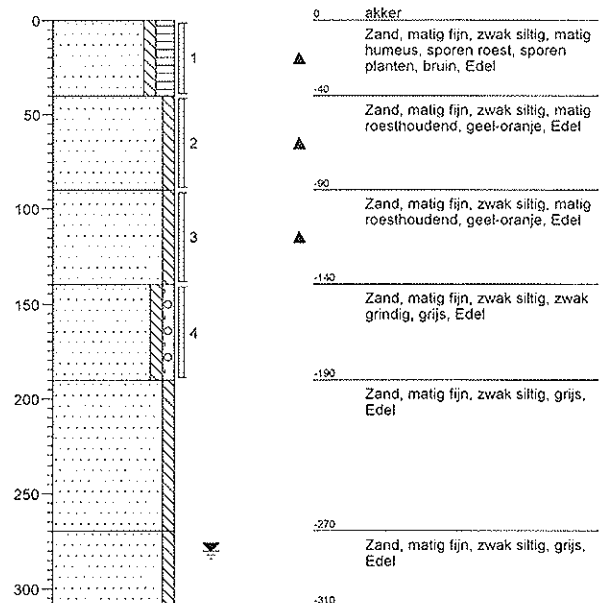 0
0
akker
Zand, matig fijn, zwak siltig, matig
humeus, sporen roest, sporen
planten, bruin, Edel
1
-40
50
Zand, matig fijn, zwak siltig, matig
roesthoudend, geel-oranje, Edel
2
-90
100
Zand, matig fijn, zwak siltig, matig
roesthoudend, geel-oranje, Edel
3
-140
150
Zand, matig fijn, zwak siltig, zwak
grindig, grijs, Edel
4
-190
200
Zand, matig fijn, zwak siltig, grijs,
Edel
250
-270
Zand, matig fijn, zwak siltig, grijs,
Edel
300
-310